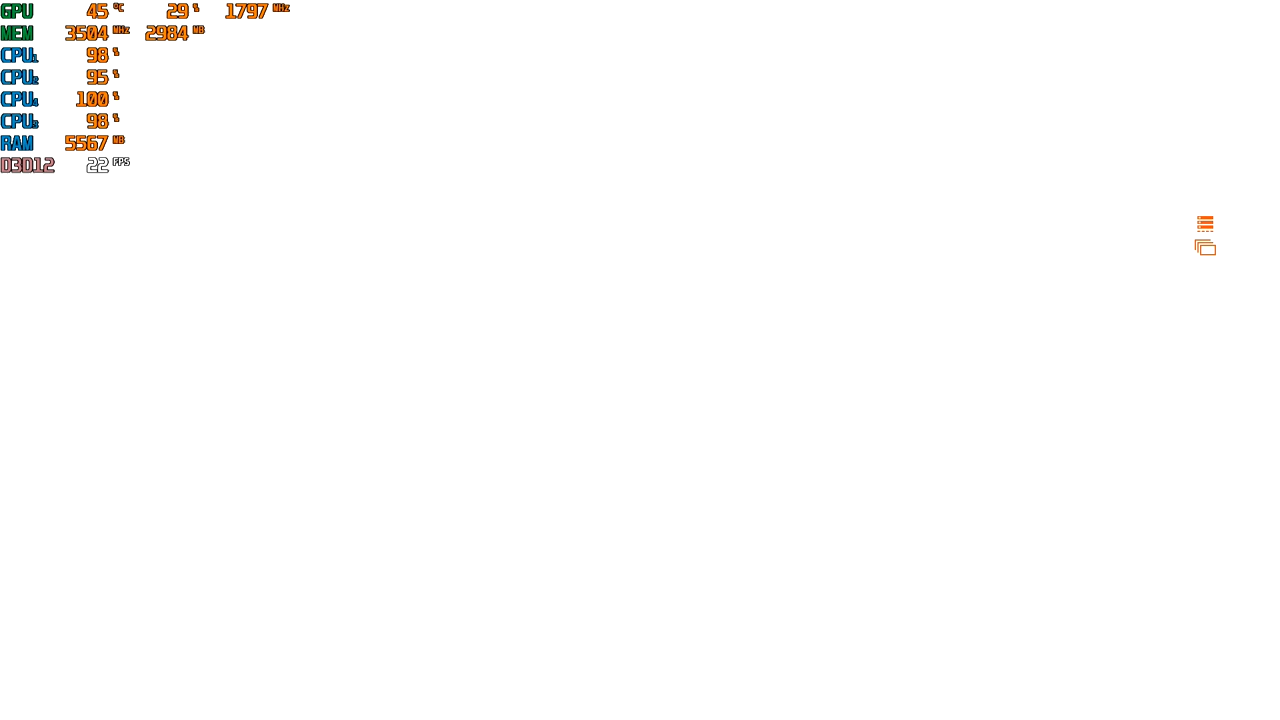 GPU 45 °C 29 % 1797 MHz
MEM 3504 MHz 2984 MB
CPU1 98 %
CPU2 95 %
CPU4 100 %
CPU3 98 %
RAM 5567 MB
D3D12 22 FPS